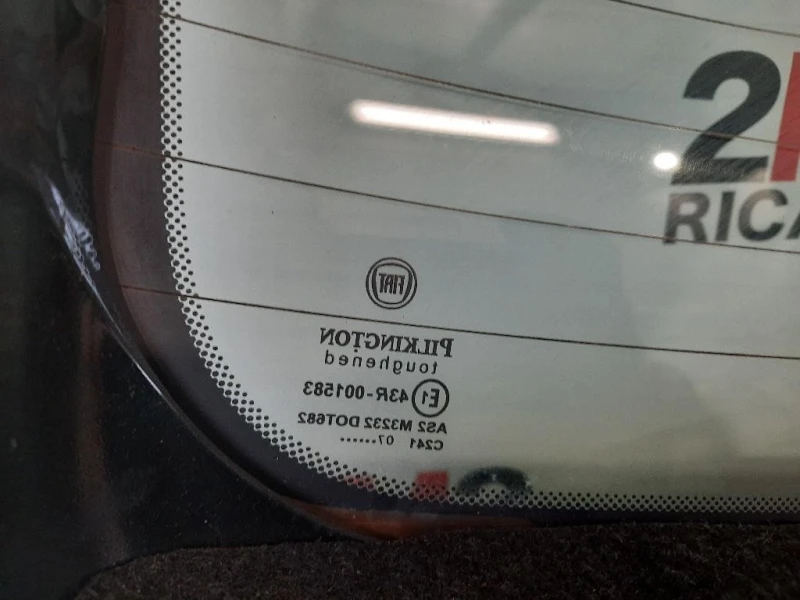 2
RICA
FIAT
PILKINGTON
toughened
E1 43R-001583
AS2 M3232 DOT682
C241 07·······